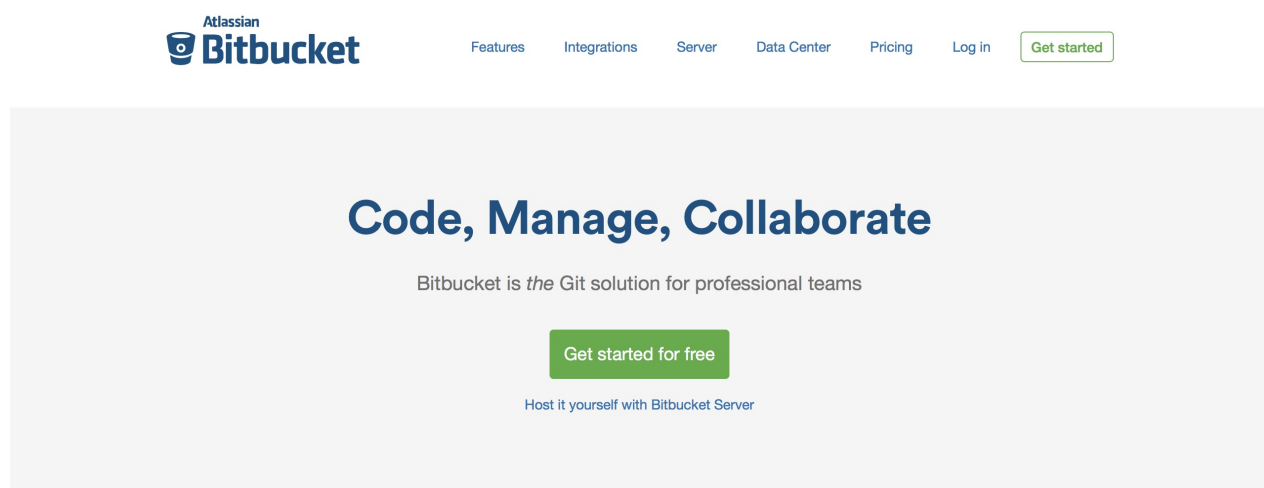 Atlassian
Bitbucket
Features Integrations Server Data Center Pricing Log in Get started
Code, Manage, Collaborate
Bitbucket is the Git solution for professional teams
Get started for free
Host it yourself with Bitbucket Server